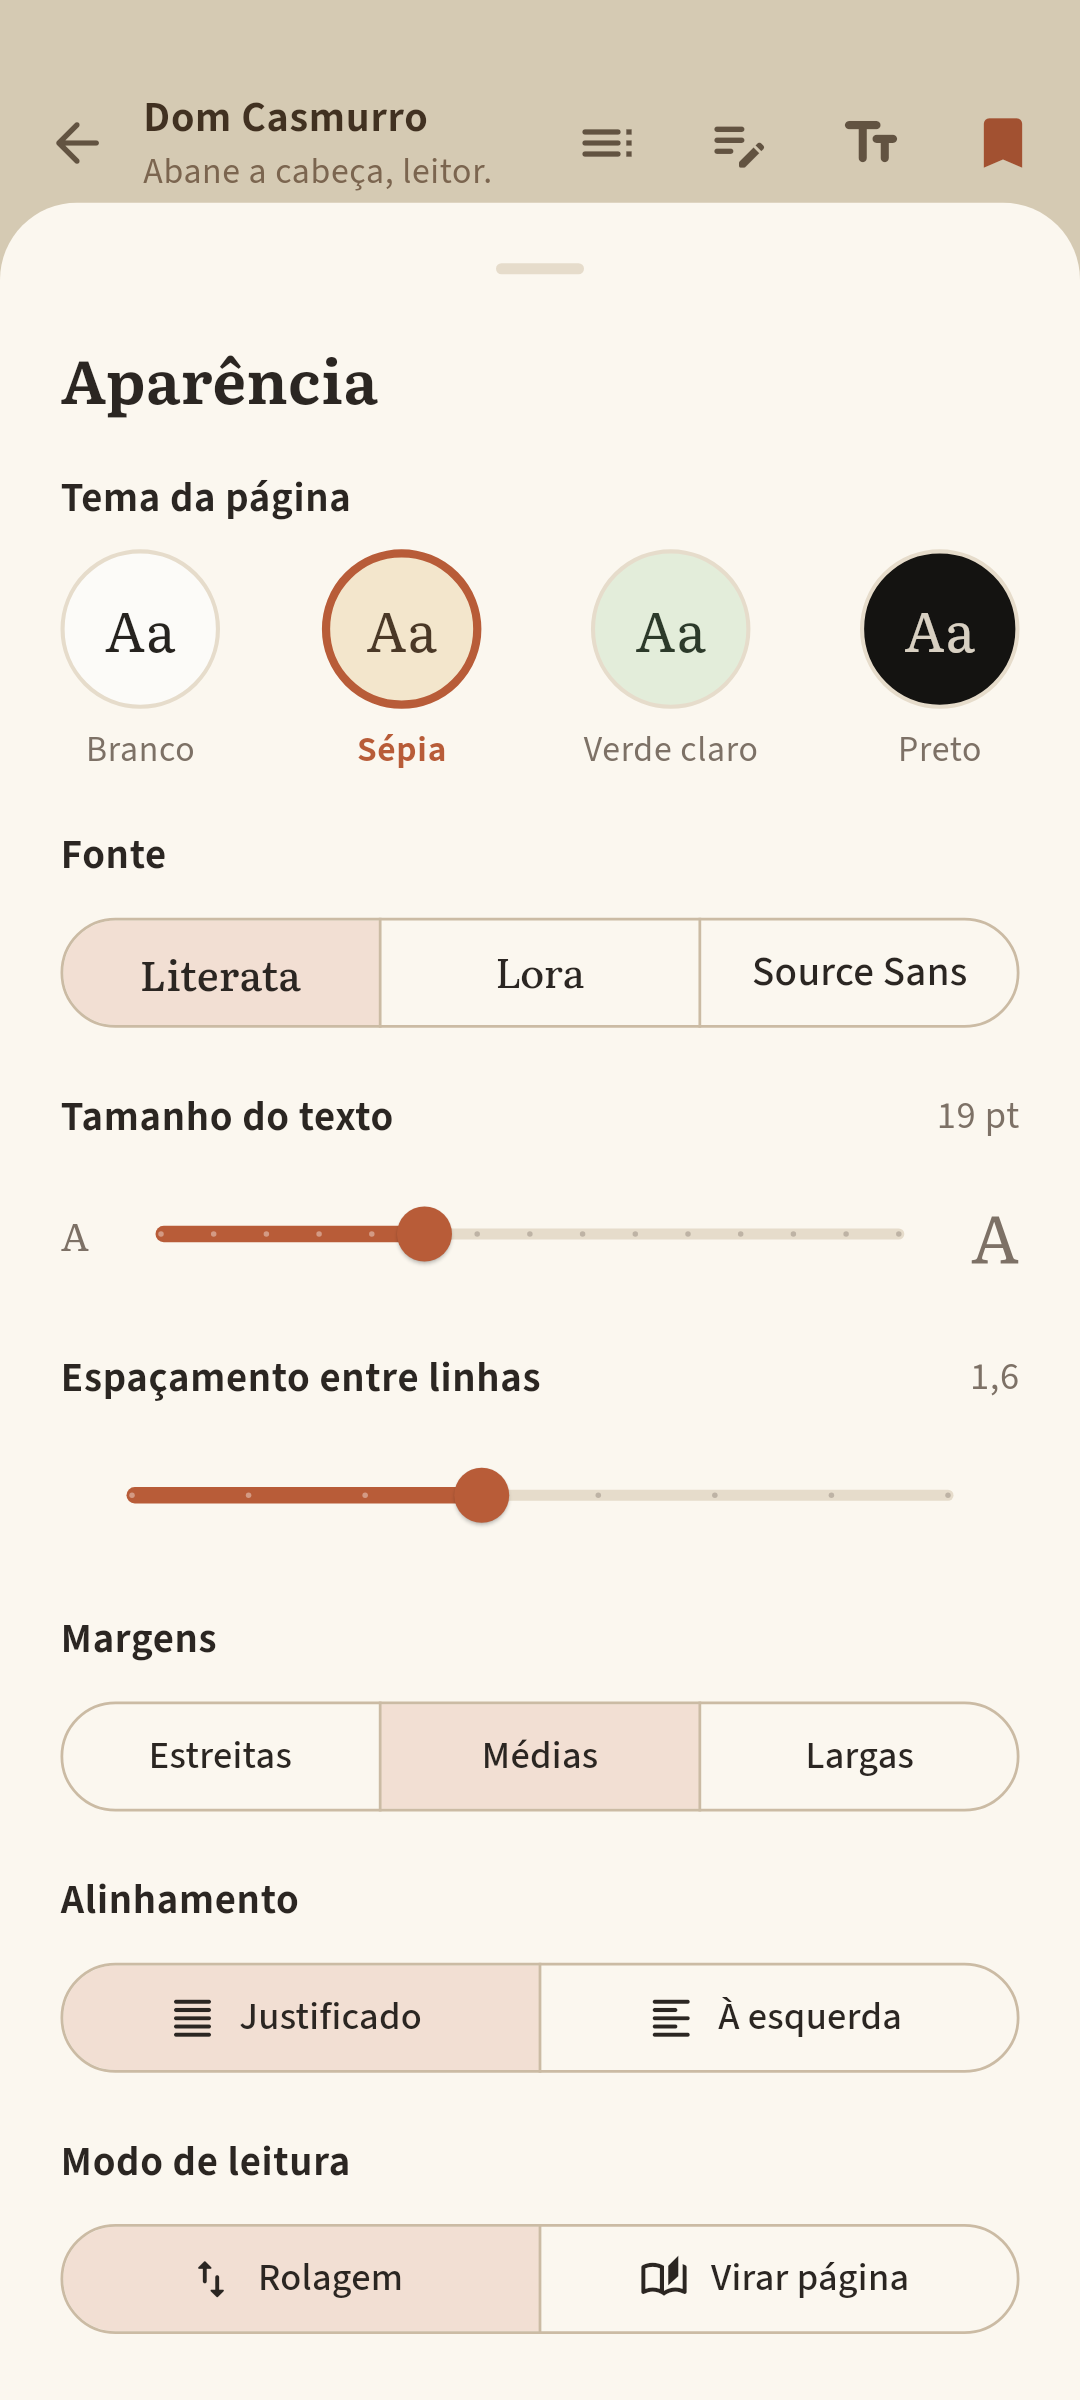 Dom Casmurro
Abane a cabeça, leitor.
Aparência
Tema da página
Aa Aa Aa Aa
Branco Sépia Verde claro Preto
Fonte
Literata Lora Source Sans
Tamanho do texto 19 pt
A A
Espaçamento entre linhas 1,6
Margens
Estreitas Médias Largas
Alinhamento
Justificado À esquerda
Modo de leitura
Rolagem Virar página